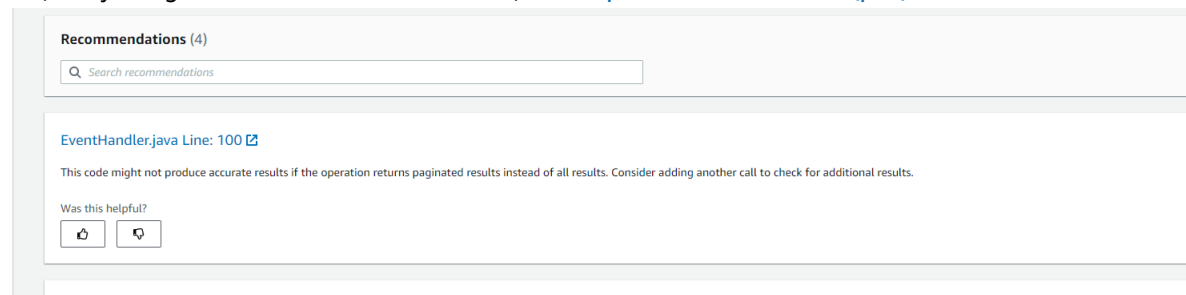 Recommendations (4)
Search recommendations
EventHandler.java Line: 100
This code might not produce accurate results if the operation returns paginated results instead of all results. Consider adding another call to check for additional results.
Was this helpful?